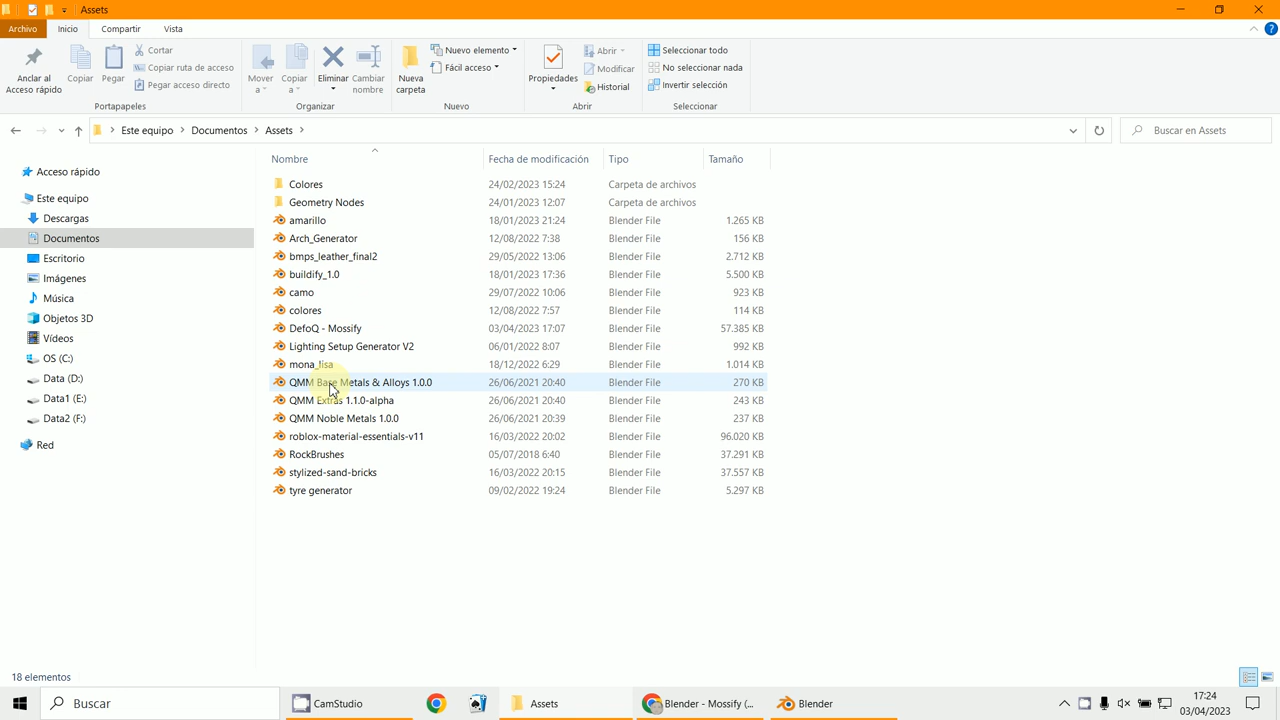 Assets
Archivo Inicio Compartir Vista
Anclar al Acceso rápido
Copiar
Pegar
Cortar
Copiar ruta de acceso
Pegar acceso directo
Portapapeles
Mover a
Copiar a
Eliminar
Cambiar nombre
Organizar
Nueva carpeta
Nuevo elemento
Fácil acceso
Nuevo
Propiedades
Abrir
Modificar
Historial
Abrir
Seleccionar todo
No seleccionar nada
Invertir selección
Seleccionar
Este equipo Documentos Assets
Buscar en Assets
Acceso rápido
Este equipo
Descargas
Documentos
Escritorio
Imágenes
Música
Objetos 3D
Vídeos
OS (C:)
Data (D:)
Data1 (E:)
Data2 (F:)
Red
Nombre Fecha de modificación Tipo Tamaño
Colores 24/02/2023 15:24 Carpeta de archivos
Geometry Nodes 24/01/2023 12:07 Carpeta de archivos
amarillo 18/01/2023 21:24 Blender File 1.265 KB
Arch_Generator 12/08/2022 7:38 Blender File 156 KB
bmps_leather_final2 29/05/2022 13:06 Blender File 2.712 KB
buildify_1.0 18/01/2023 17:36 Blender File 5.500 KB
camo 29/07/2022 10:06 Blender File 923 KB
colores 12/08/2022 7:57 Blender File 114 KB
DefoQ - Mossify 03/04/2023 17:07 Blender File 57.385 KB
Lighting Setup Generator V2 06/01/2022 8:07 Blender File 992 KB
mona_lisa 18/12/2022 6:29 Blender File 1.014 KB
QMM Base Metals & Alloys 1.0.0 26/06/2021 20:40 Blender File 270 KB
QMM Extras 1.1.0-alpha 26/06/2021 20:40 Blender File 243 KB
QMM Noble Metals 1.0.0 26/06/2021 20:39 Blender File 237 KB
roblox-material-essentials-v11 16/03/2022 20:02 Blender File 96.020 KB
RockBrushes 05/07/2018 6:40 Blender File 37.291 KB
stylized-sand-bricks 16/03/2022 20:15 Blender File 37.557 KB
tyre generator 09/02/2022 19:24 Blender File 5.297 KB
18 elementos
Buscar
CamStudio
Assets
Blender - Mossify (...
Blender
17:24
03/04/2023